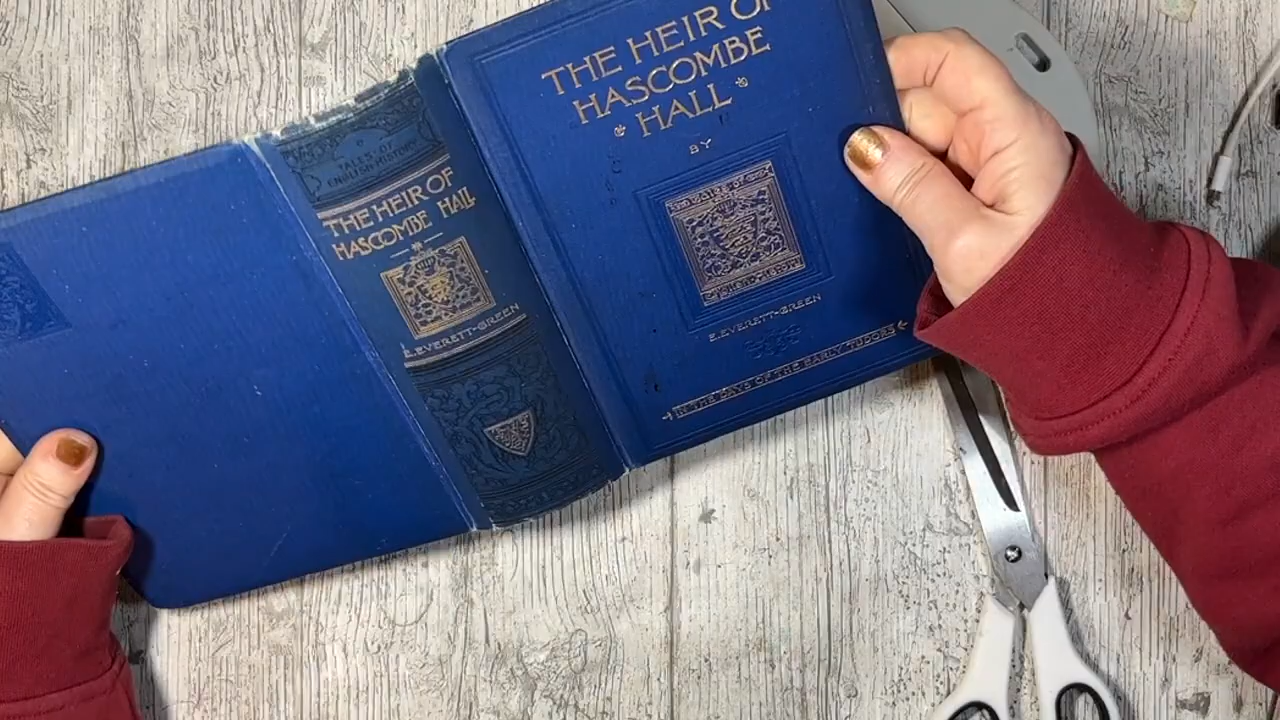 TALES OF
ENGLISH HISTORY
THE HEIR OF
HASCOMBE HALL
E. EVERETT-GREEN
THE HEIR OF
HASCOMBE
HALL
BY
E. EVERETT-GREEN
IN THE DAYS OF THE EARLY TUDORS